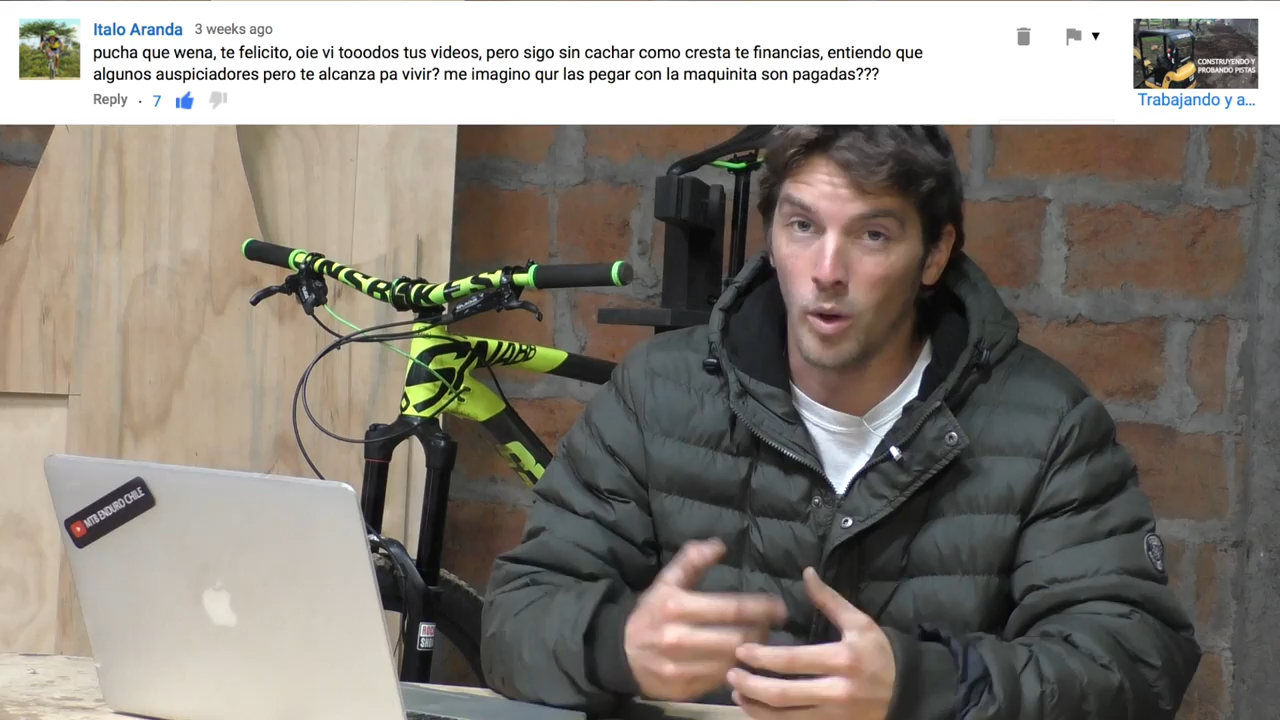 Italo Aranda 3 weeks ago
pucha que wena, te felicito, oie vi tooodos tus videos, pero sigo sin cachar como cresta te financias, entiendo que
algunos auspiciadores pero te alcanza pa vivir? me imagino qur las pegar con la maquinita son pagadas???
Reply · 7
CONSTRUYENDO Y
PROBANDO PISTAS
Trabajando y a...
MTB ENDURO CHILE